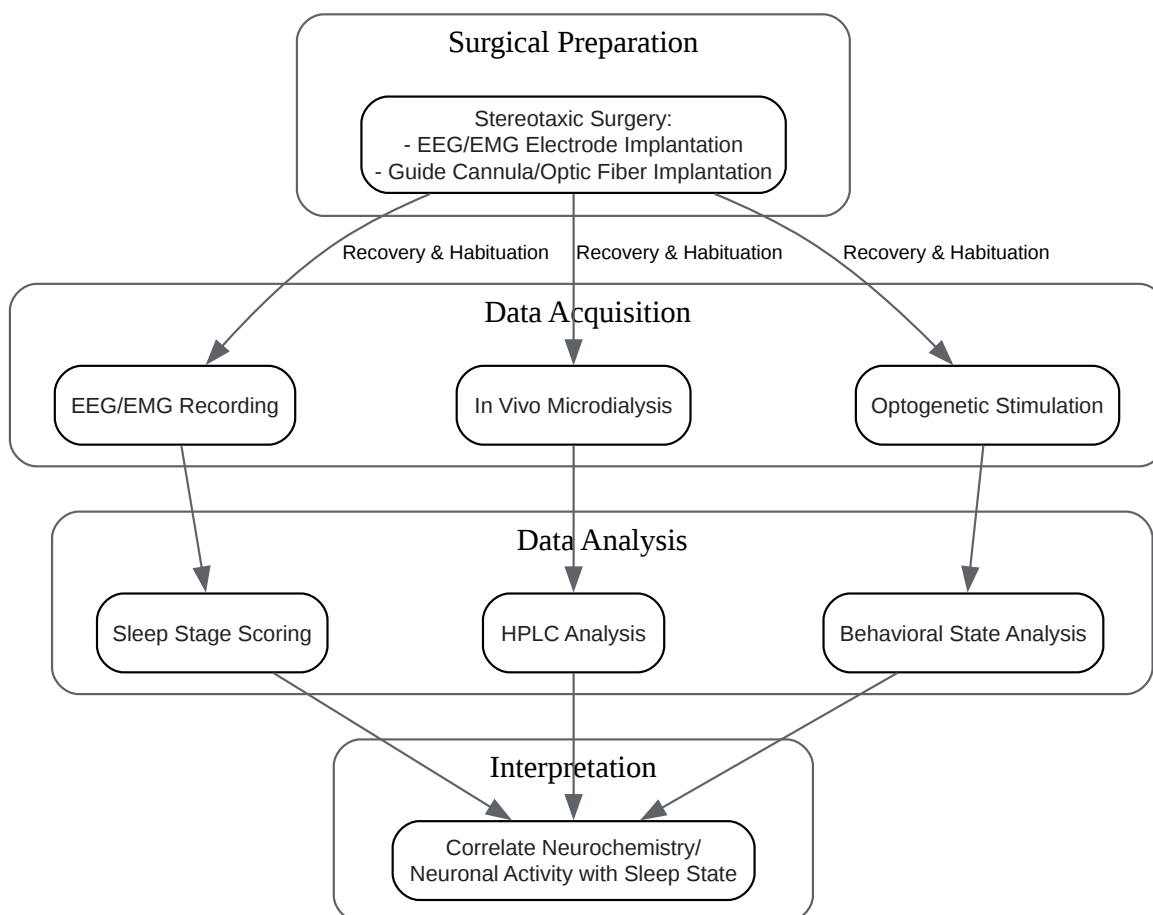 Surgical Preparation
Stereotaxic Surgery:
- EEG/EMG Electrode Implantation
- Guide Cannula/Optic Fiber Implantation
Recovery & Habituation
Recovery & Habituation
Recovery & Habituation
Data Acquisition
EEG/EMG Recording
In Vivo Microdialysis
Optogenetic Stimulation
Data Analysis
Sleep Stage Scoring
HPLC Analysis
Behavioral State Analysis
Interpretation
Correlate Neurochemistry/
Neuronal Activity with Sleep State